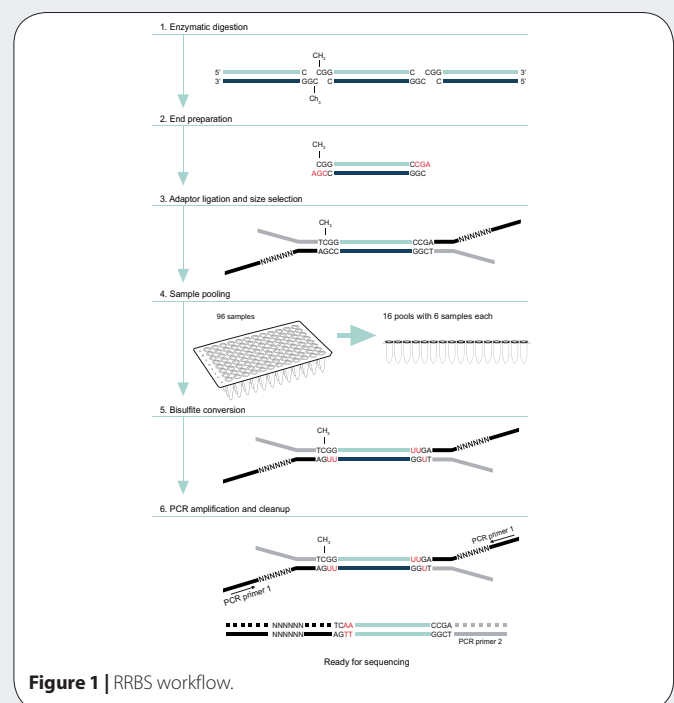 1. Enzymatic digestion
CH3
5' C CGG C CGG 3'
3' GGC C GGC C 5'
Ch3
2. End preparation
CH3
CGG CCGA
AGCC GGC
3. Adaptor ligation and size selection
CH3
TCGG CCGA NNNNNN
NNNNNN AGCC GGCT
4. Sample pooling
96 samples 16 pools with 6 samples each
5. Bisulfite conversion
CH3
TCGG UUGA NNNNNN
NNNNNN AGUU GGUT
6. PCR amplification and cleanup
CH3 PCR primer 1
TCGG UUGA NNNNNN
NNNNNN AGUU GGUT
PCR primer 1
NNNNNN TCAA CCGA
NNNNNN AGTT GGCT
PCR primer 2
Ready for sequencing
Figure 1 | RRBS workflow.